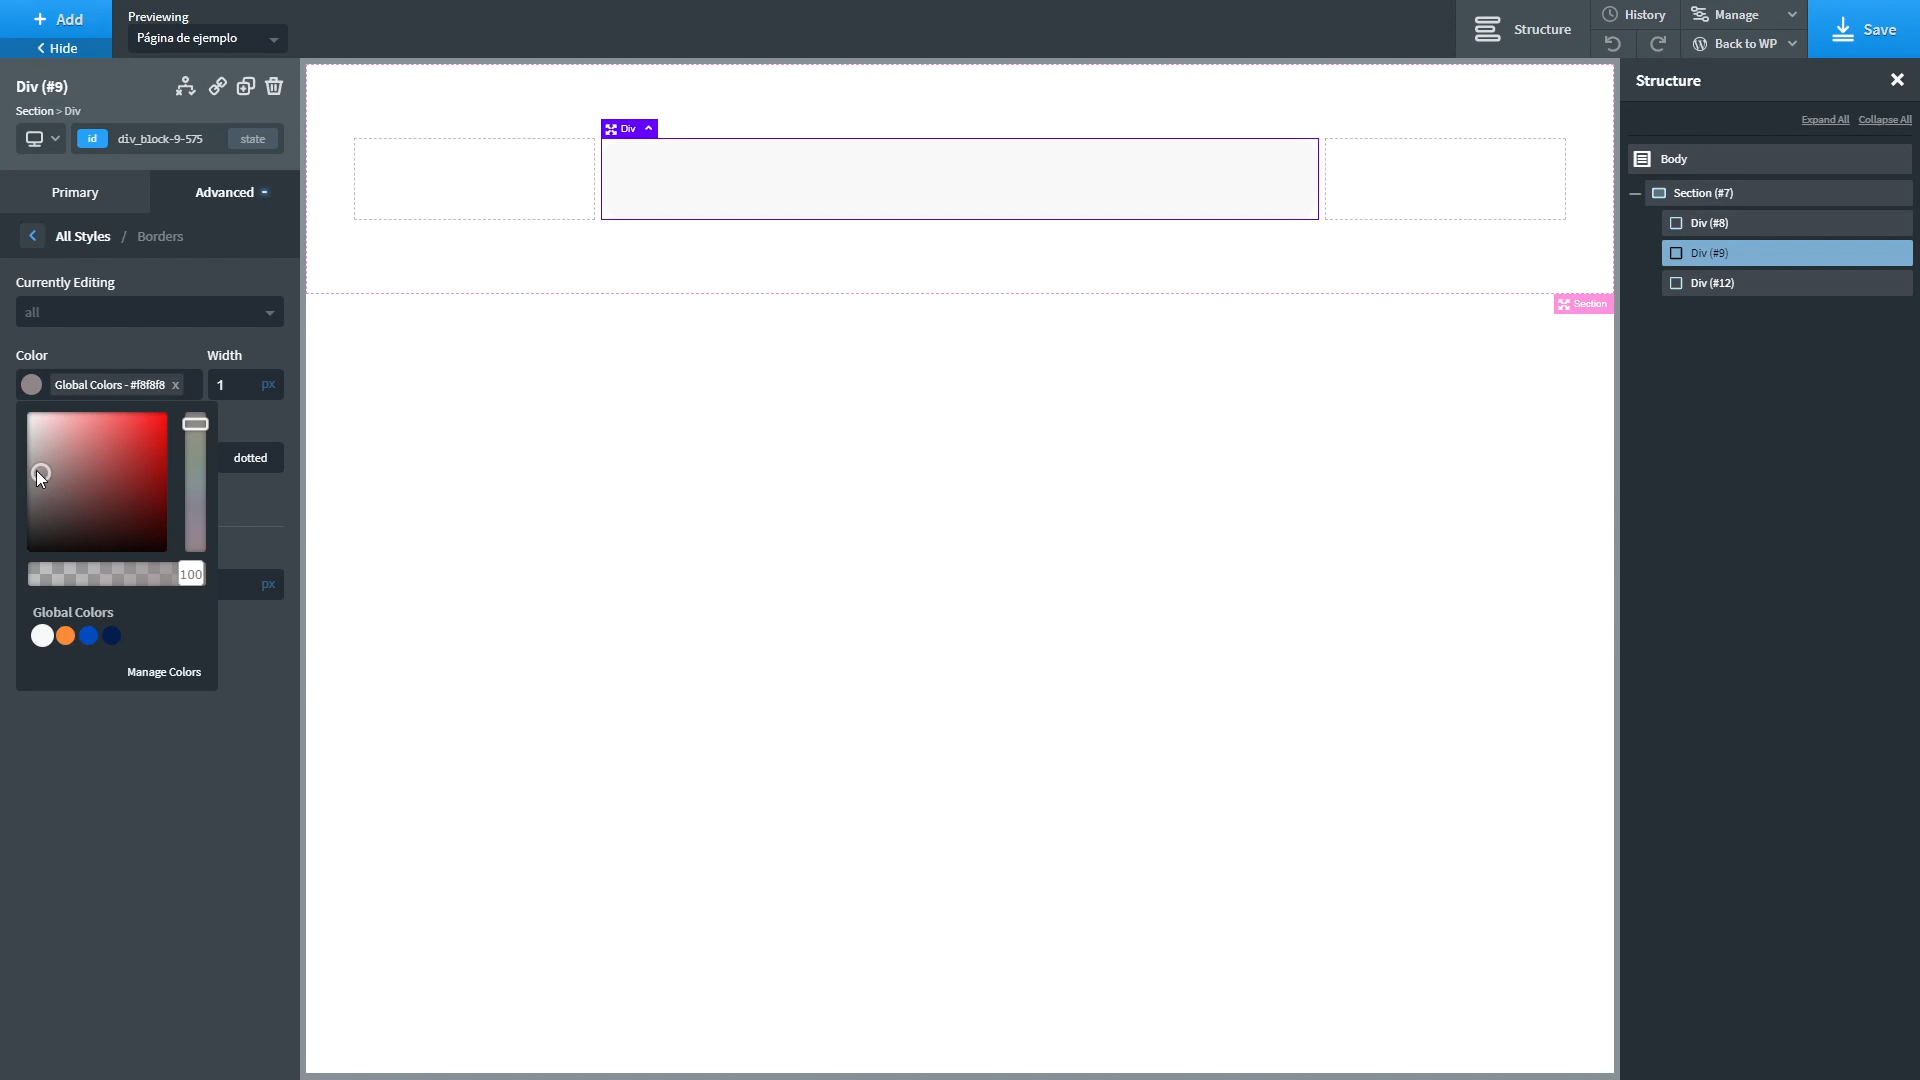 + Add
Hide
Previewing
Página de ejemplo
Structure
History
Manage
Back to WP
Save
Div (#9)
Section > Div
id div_block-9-575 state
Primary
Advanced
All Styles / Borders
Currently Editing
all
Color
Width
Global Colors - #f8f8f8 x
1 px
dotted
100
px
Global Colors
Manage Colors
Div
Section
Structure
Expand All Collapse All
Body
Section (#7)
Div (#8)
Div (#9)
Div (#12)